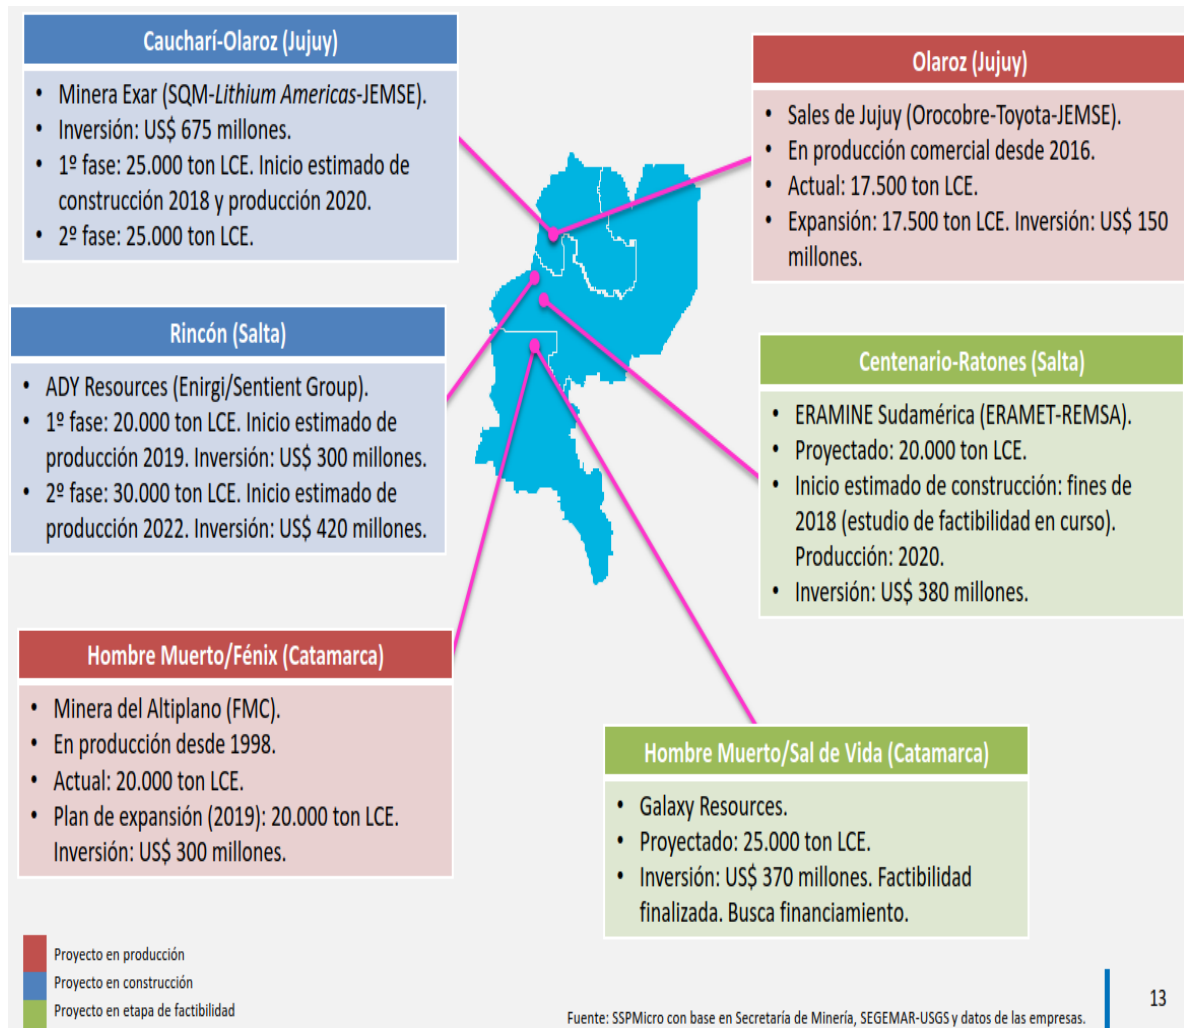 Caucharí-Olaroz (Jujuy)
• Minera Exar (SQM-Lithium Americas-JEMSE).
• Inversión: US$ 675 millones.
• 1º fase: 25.000 ton LCE. Inicio estimado de
construcción 2018 y producción 2020.
• 2º fase: 25.000 ton LCE.
Olaroz (Jujuy)
• Sales de Jujuy (Orocobre-Toyota-JEMSE).
• En producción comercial desde 2016.
• Actual: 17.500 ton LCE.
• Expansión: 17.500 ton LCE. Inversión: US$ 150
millones.
Rincón (Salta)
• ADY Resources (Enirgi/Sentient Group).
• 1º fase: 20.000 ton LCE. Inicio estimado de
producción 2019. Inversión: US$ 300 millones.
• 2º fase: 30.000 ton LCE. Inicio estimado de
producción 2022. Inversión: US$ 420 millones.
Centenario-Ratones (Salta)
• ERAMINE Sudamérica (ERAMET-REMSA).
• Proyectado: 20.000 ton LCE.
• Inicio estimado de construcción: fines de
2018 (estudio de factibilidad en curso).
Producción: 2020.
• Inversión: US$ 380 millones.
Hombre Muerto/Fénix (Catamarca)
• Minera del Altiplano (FMC).
• En producción desde 1998.
• Actual: 20.000 ton LCE.
• Plan de expansión (2019): 20.000 ton LCE.
Inversión: US$ 300 millones.
Hombre Muerto/Sal de Vida (Catamarca)
• Galaxy Resources.
• Proyectado: 25.000 ton LCE.
• Inversión: US$ 370 millones. Factibilidad
finalizada. Busca financiamiento.
Proyecto en producción
Proyecto en construcción
Proyecto en etapa de factibilidad
Fuente: SSPMicro con base en Secretaría de Minería, SEGEMAR-USGS y datos de las empresas.
13